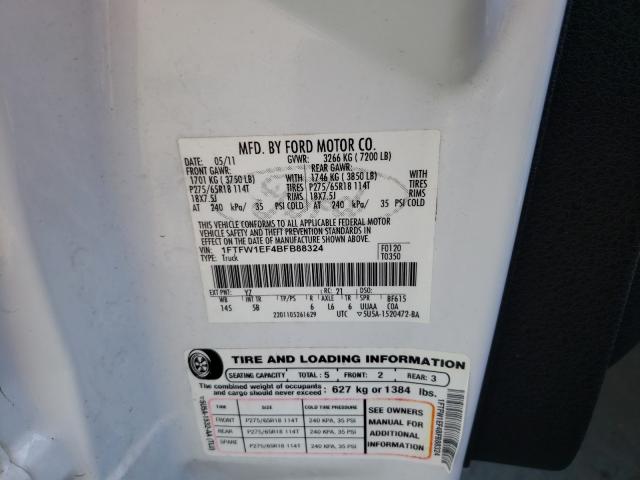 MFD. BY FORD MOTOR CO.
DATE: 05/11 GVWR: 3266 KG ( 7200 LB)
FRONT GAWR: REAR GAWR:
1701 KG ( 3750 LB) WITH 1746 KG ( 3850 LB) WITH
P275/65R18 114T TIRES P275/65R18 114T TIRES
18X7.5J RIMS 18X7.5J RIMS
AT 240 kPa/ 35 PSI COLD AT 240 kPa/ 35 PSI COLD
THIS VEHICLE CONFORMS TO ALL APPLICABLE FEDERAL MOTOR
VEHICLE SAFETY AND THEFT PREVENTION STANDARDS IN EFFECT ON
THE DATE OF MANUFACTURE SHOWN ABOVE.
VIN: 1FTFW1EF4BFB88324 F0120
TYPE: Truck T0350
EXT PNT: YZ RC: 21 BF615
WB INT TR TP/PS R AXLE TR SPR COA
145 5B 6 L6 6 UUAA
2201105261629 UTC ▽5U5A-1520472-BA
TIRE AND LOADING INFORMATION
SEATING CAPACITY TOTAL : 5 FRONT: 2 REAR: 3
The combined weight of occupants
and cargo should never exceed : 627 kg or 1384 lbs.
TIRE SIZE COLD TIRE PRESSURE
FRONT P275/65R18 114T 240 KPA, 35 PSI
REAR P275/65R18 114T 240 KPA, 35 PSI
SPARE P275/65R18 114T 240 KPA, 35 PSI
SEE OWNERS
MANUAL FOR
ADDITIONAL
INFORMATION
1FTFW1EF4BFB88324